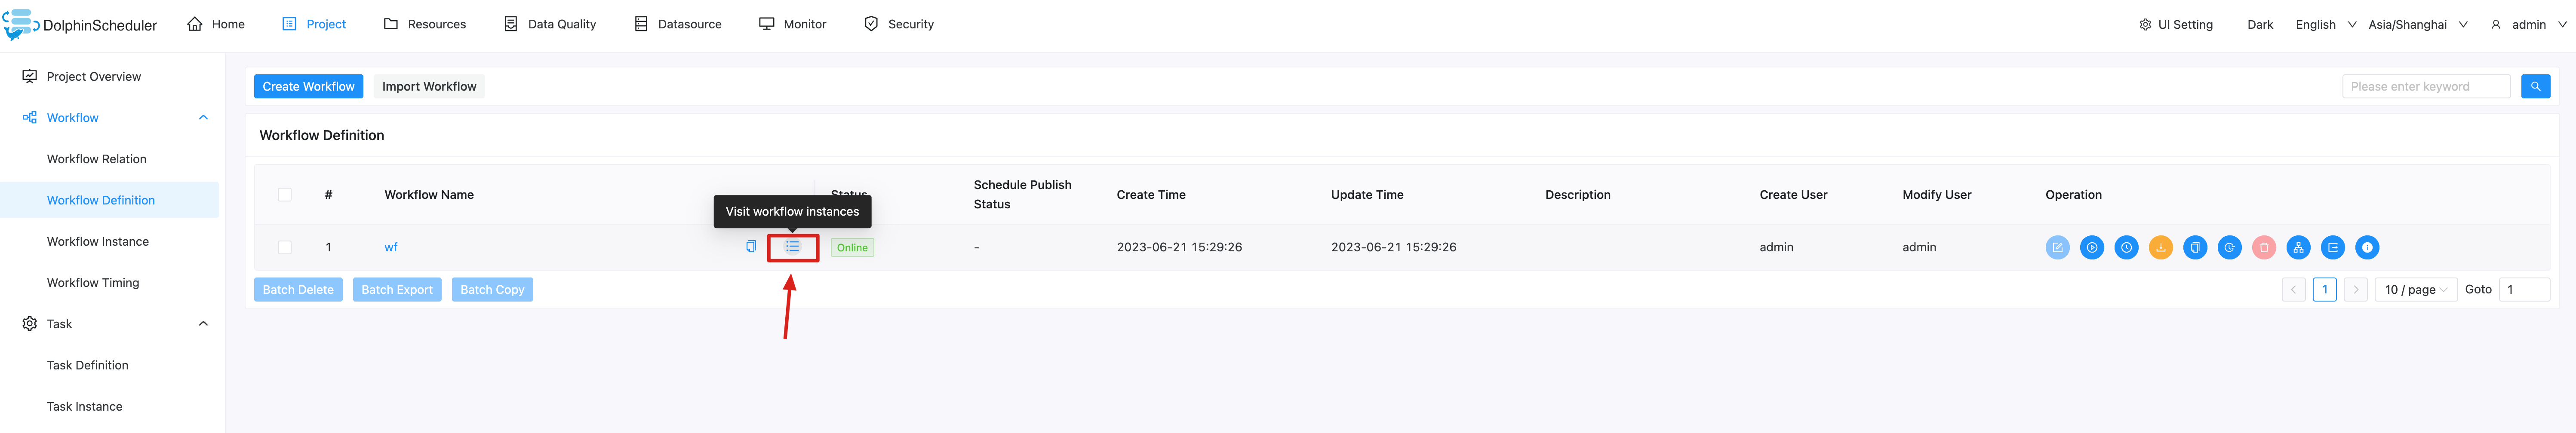 DolphinScheduler Home Project Resources Data Quality Datasource Monitor Security UI Setting Dark English Asia/Shanghai admin
Project Overview
Workflow
Workflow Relation
Workflow Definition
Workflow Instance
Workflow Timing
Task
Task Definition
Task Instance
Create Workflow Import Workflow Please enter keyword
Workflow Definition
# Workflow Name Status Schedule Publish Status Create Time Update Time Description Create User Modify User Operation
Visit workflow instances
1 wf Online - 2023-06-21 15:29:26 2023-06-21 15:29:26 admin admin
Batch Delete Batch Export Batch Copy 1 10 / page Goto 1